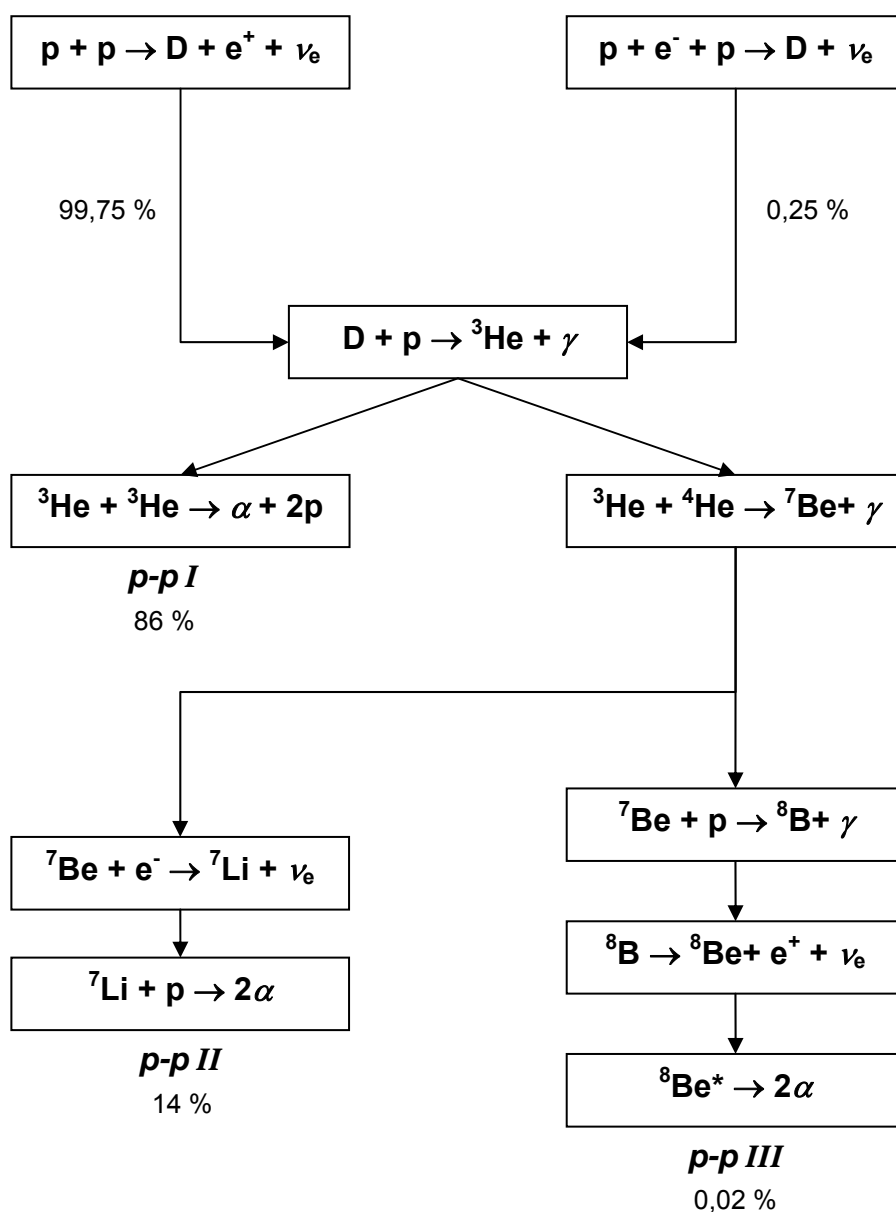 p + p → D + e⁺ + νₑ
p + e⁻ + p → D + νₑ
99,75 %
0,25 %
D + p → ³He + γ
³He + ³He → α + 2p
³He + ⁴He → ⁷Be+ γ
p-p I
86 %
⁷Be + p → ⁸B+ γ
⁷Be + e⁻ → ⁷Li + νₑ
⁸B → ⁸Be+ e⁺ + νₑ
⁷Li + p → 2α
p-p II
14 %
⁸Be* → 2α
p-p III
0,02 %